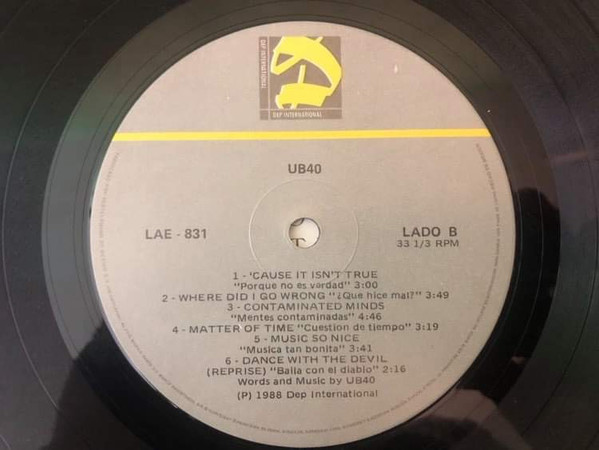 DEP INTERNATIONAL
DEP INTERNATIONAL
UB40
LAE - 831
LADO B
33 1/3 RPM
1 - 'CAUSE IT ISN'T TRUE
"Porque no es verdad" 3:00
2 - WHERE DID I GO WRONG "¿Que hice mal?" 3:49
3 - CONTAMINATED MINDS
"Mentes contaminadas" 4:46
4 - MATTER OF TIME "Cuestion de tiempo" 3:19
5 - MUSIC SO NICE
"Musica tan bonita" 3:41
6 - DANCE WITH THE DEVIL
(REPRISE) "Baila con el diablo" 2:16
Words and Music by UB40
(P) 1988 Dep International